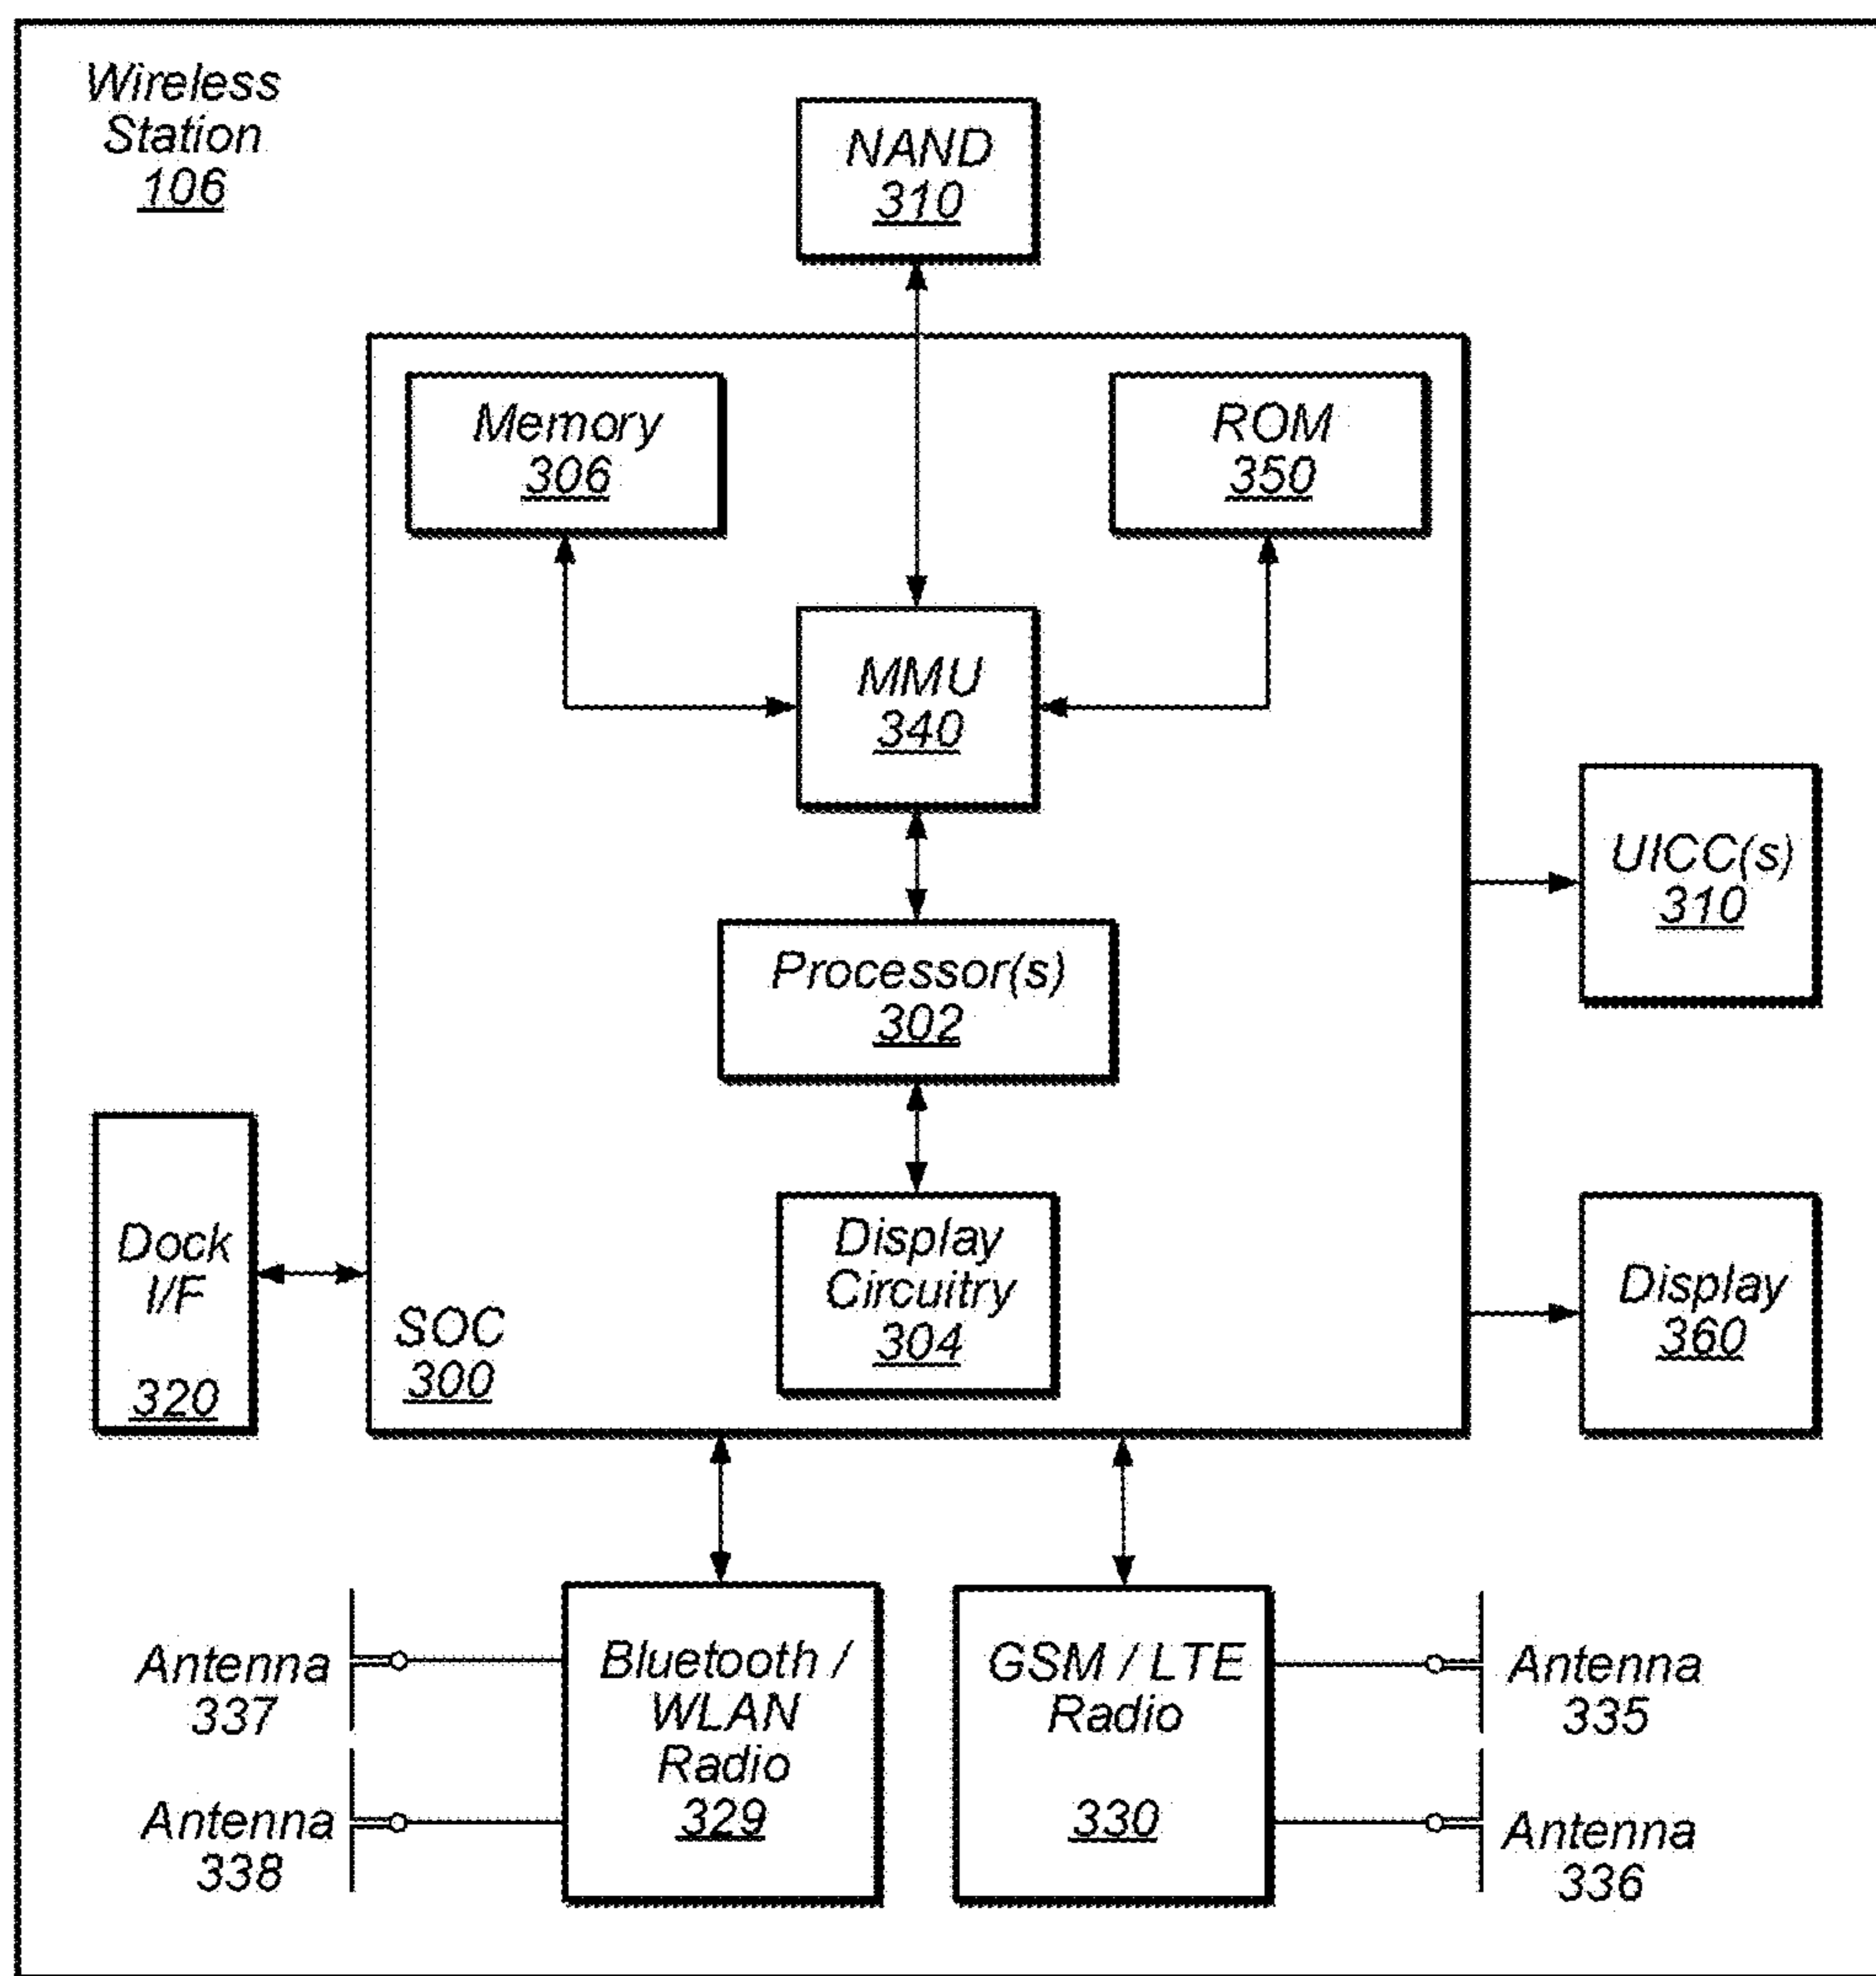 Wireless
Station
106
NAND
310
Memory
306
ROM
350
MMU
340
UICC(s)
310
Processor(s)
302
Dock
I/F
320
Display
Circuitry
304
SOC
300
Display
360
Antenna
337
Bluetooth /
WLAN
Radio
329
GSM / LTE
Radio
330
Antenna
335
Antenna
338
Antenna
336